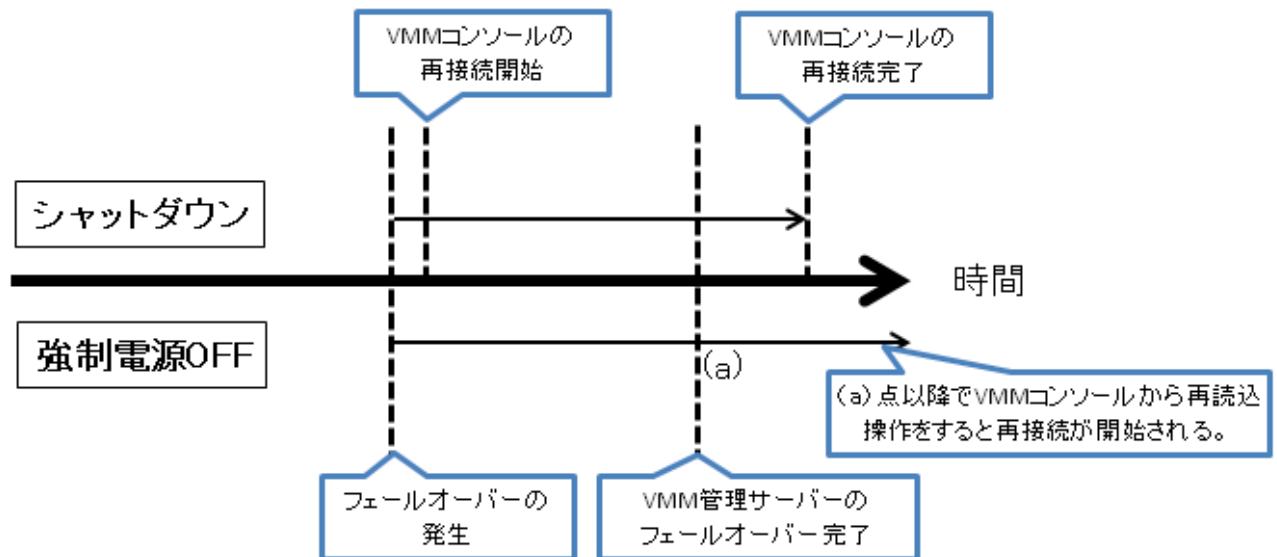 VMMコンソールの
再接続開始
VMMコンソールの
再接続完了
シャットダウン
時間
強制電源OFF
(a)
(a)点以降でVMMコンソールから再読込
操作をすると再接続が開始される。
フェールオーバーの
発生
VMM管理サーバーの
フェールオーバー完了